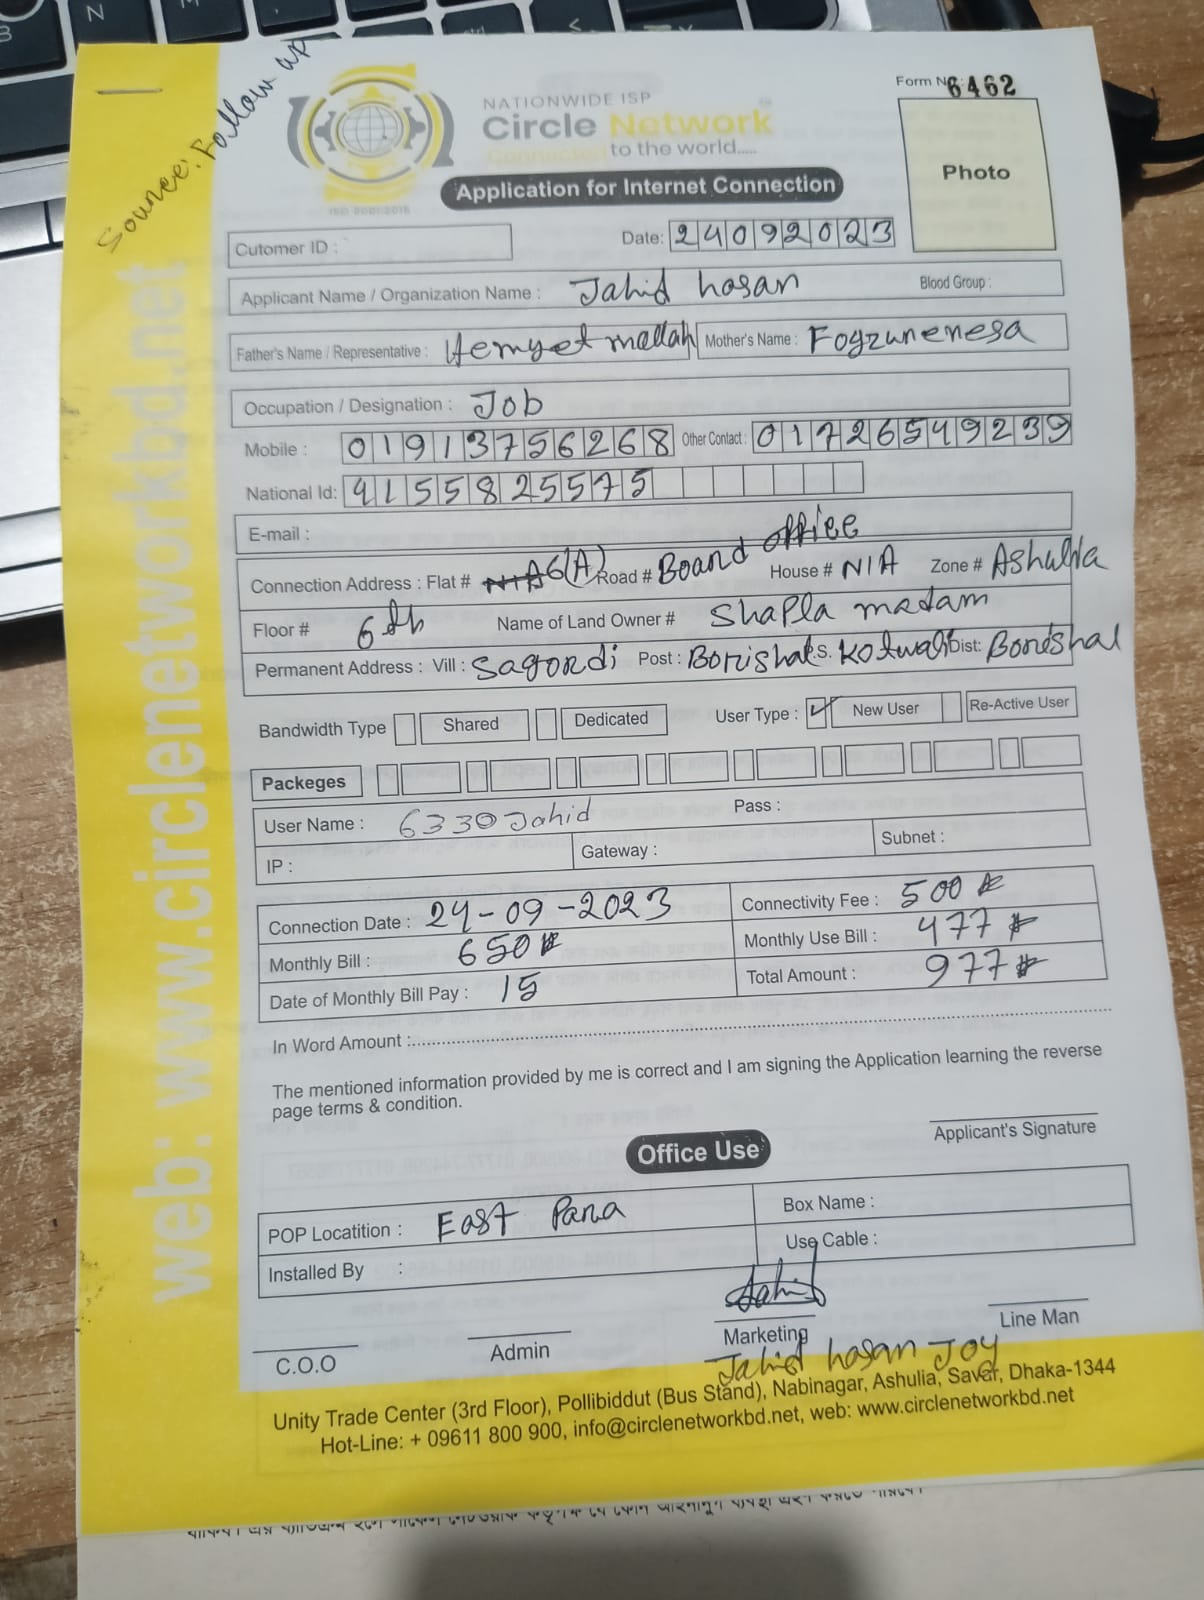 Source: Follow up
Form No: 6462
NATIONWIDE ISP
Circle Network
Connected to the world.....
ISO 9001:2015
Photo
Application for Internet Connection
Cutomer ID :
Date: 24092023
Applicant Name / Organization Name : Jahid hasan Blood Group :
Father's Name / Representative : Hemyet mallah Mother's Name : Foyzunenesa
Occupation / Designation : Job
Mobile : 01913756268 Other Contact : 01726549239
National Id: 4155825575
E-mail :
Connection Address : Flat # A6(A) Road # Board office House # N/A Zone # Ashulia
Floor # 6th Name of Land Owner # Shapla madam
Permanent Address : Vill : Sagordi Post : Borishal P.S. Kotwali Dist: Borishal
Bandwidth Type Shared Dedicated User Type : New User Re-Active User
Packeges
User Name : 6330Jahid Pass :
IP : Gateway : Subnet :
Connection Date : 24-09-2023 Connectivity Fee : 500
Monthly Bill : 650 Monthly Use Bill : 477
Date of Monthly Bill Pay : 15 Total Amount : 977
In Word Amount :
The mentioned information provided by me is correct and I am signing the Application learning the reverse
page terms & condition.
Applicant's Signature
Office Use
POP Locatition : East Para Box Name :
Installed By : Use Cable :
Jahid
C.O.O Admin Marketing Line Man
Jahid hasan Joy
Unity Trade Center (3rd Floor), Pollibiddut (Bus Stand), Nabinagar, Ashulia, Savar, Dhaka-1344
Hot-Line: + 09611 800 900, info@circlenetworkbd.net, web: www.circlenetworkbd.net
web: www.circlenetworkbd.net